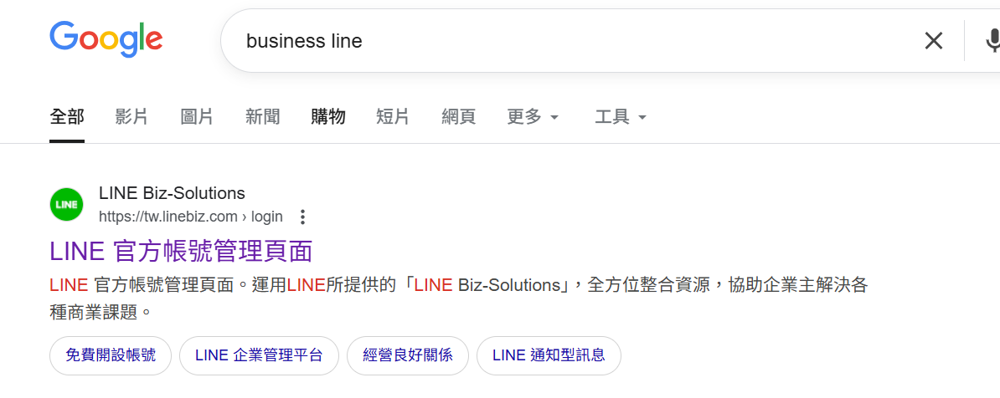 Google
business line
全部 影片 圖片 新聞 購物 短片 網頁 更多 工具
LINE
LINE Biz-Solutions
https://tw.linebiz.com › login
LINE 官方帳號管理頁面
LINE 官方帳號管理頁面。運用LINE所提供的「LINE Biz-Solutions」，全方位整合資源，協助企業主解決各
種商業課題。
免費開設帳號 LINE 企業管理平台 經營良好關係 LINE 通知型訊息